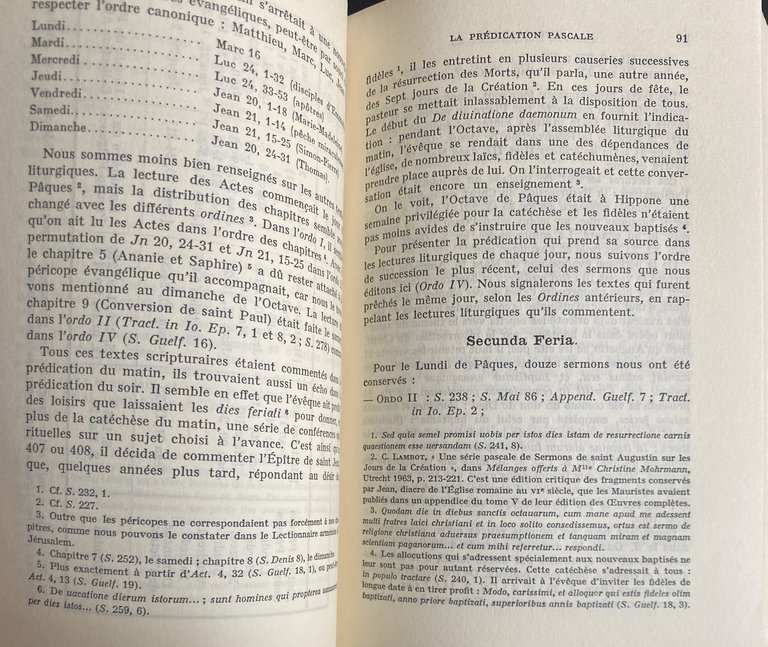 respecter l'ordre canonique : Matthieu, Marc, Luc,
Lundi
Mardi
Mercredi
Jeudi
Vendredi
Samedi
Dimanche
Marc 16
Luc 24, 1-32 (disciples
Luc 24, 33-53 (apôtres)
Jean 20, 1-18
Jean 21, 1-14 (pêche
Jean 21, 15-25 (Simon-Pierre)
Jean 20, 24-31 (Thomas).
Nous sommes moins bien renseignés sur les autres
liturgiques. La lecture des Actes commençait le
Pâques 2, mais la distribution des chapitres semble
changé avec les différents ordines 3. Dans l'ordo I, il
qu'on ait lu les Actes dans l'ordre des chapitres 4.
permutation de Jn 20, 24-31 et Jn 21, 15-25 dans
le chapitre 5 (Ananie et Saphire) 5 a dû rester attaché à
péricope évangélique qu'il accompagnait, car nous le
vons mentionné au dimanche de l'Octave. La lecture
chapitre 9 (Conversion de saint Paul) était faite le
dans l'ordo II (Tract. in Io. Ep. 7, 1 et 8, 2 ; S. 278)
dans l'ordo IV (S. Guelf. 16).
Tous ces textes scripturaires étaient commentés dans
prédication du matin, ils trouvaient aussi un écho dans
prédication du soir. Il semble en effet que l'évêque ait
des loisirs que laissaient les dies feriali 6 pour donner,
plus de la catéchèse du matin, une série de conférences
rituelles sur un sujet choisi à l'avance. C'est ainsi
407 ou 408, il décida de commenter l'Épître de saint
que, quelques années plus tard, répondant au désir
1. Cf. S. 232, 1.
2. Cf. S. 227.
3. Outre que les péricopes ne correspondaient pas forcément à nos
pitres, comme nous pouvons le constater dans le Lectionnaire arménien
Jérusalem.
4. Chapitre 7 (S. 252), le samedi ; chapitre 8 (S. Denis 8), le dimanche.
5. Plus exactement à partir d'Act. 4, 32 (S. Guelf. 18, 1), ou
Act. 4, 13 (S. Guelf. 19).
6. De uacatione dierum istorum... ; sunt homines qui propterea
per dies istos... (S. 259, 6).
LA PRÉDICATION PASCALE 91
fidèles 1, il les entretint en plusieurs causeries successives
de la résurrection des Morts, qu'il parla, une autre année,
des Sept jours de la Création 2. En ces jours de fête, le
pasteur se mettait inlassablement à la disposition de tous.
Le début du De diuinatione daemonum en fournit l'indica-
tion : pendant l'Octave, après l'assemblée liturgique du
matin, l'évêque se rendait dans une des dépendances de
l'église, de nombreux laïcs, fidèles et catéchumènes, venaient
prendre place auprès de lui. On l'interrogeait et cette conver-
sation était encore un enseignement 3.
On le voit, l'Octave de Pâques était à Hippone une
semaine privilégiée pour la catéchèse et les fidèles n'étaient
pas moins avides de s'instruire que les nouveaux baptisés 4.
Pour présenter la prédication qui prend sa source dans
les lectures liturgiques de chaque jour, nous suivons l'ordre
de succession le plus récent, celui des sermons que nous
éditons ici (Ordo IV). Nous signalerons les textes qui furent
prêchés le même jour, selon les Ordines antérieurs, en rap-
pelant les lectures liturgiques qu'ils commentent.
Secunda Feria.
Pour le Lundi de Pâques, douze sermons nous ont été
conservés :
— ORDO II : S. 238 ; S. Mai 86 ; Append. Guelf. 7 ; Tract.
in Io. Ep. 2 ;
1. Sed quia semel promisi uobis per istos dies istam de resurrectione carnis
quaestionem esse uersandam (S. 241, 8).
2. C. LAMBOT, « Une série pascale de Sermons de saint Augustin sur les
Jours de la Création », dans Mélanges offerts à Mlle Christine Mohrmann,
Utrecht 1963, p. 213-221. C'est une édition critique des fragments conservés
par Jean, diacre de l'Église romaine au VIe siècle, que les Mauristes avaient
publiés dans un appendice du tome V de leur édition des Œuvres complètes.
3. Quodam die in diebus sanctis octauarum, cum mane apud me adessent
multi fratres laici christiani et in loco solito consedissemus, ortus est sermo de
religione christiana aduersus praesumptionem et tanquam miram et magnam
scientiam paganorum... et cum mihi referretur... respondi.
4. Les allocutions qui s'adressent spécialement aux nouveaux baptisés ne
leur sont pas pour autant réservées. Cette catéchèse s'adressait à tous :
in populo tractare (S. 240, 1). Il arrivait à l'évêque d'inviter les fidèles de
longue date à en tirer profit : Modo, carissimi, et alloquor qui estis fideles olim
baptizati, anno priore baptizati, superioribus annis baptizati (S. Guelf. 18, 3).